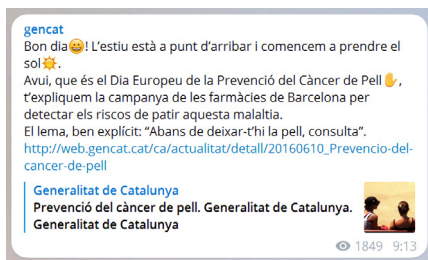 gencat
Bon dia😀! L’estiu està a punt d’arribar i comencem a prendre el
sol☀.
Avui, que és el Dia Europeu de la Prevenció del Càncer de Pell✋,
t’expliquem la campanya de les farmàcies de Barcelona per
detectar els riscos de patir aquesta malaltia.
El lema, ben explícit: “Abans de deixar-t’hi la pell, consulta”.
http://web.gencat.cat/ca/actualitat/detall/20160610_Prevencio-del-
cancer-de-pell
Generalitat de Catalunya
Prevenció del càncer de pell. Generalitat de Catalunya.
Generalitat de Catalunya
1849 9:13